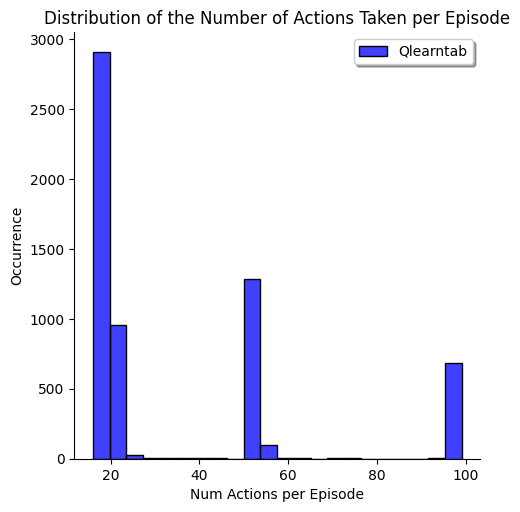 Distribution of the Number of Actions Taken per Episode
Qlearntab
3000
2500
2000
1500
1000
500
0
Occurrence
20 40 60 80 100
Num Actions per Episode